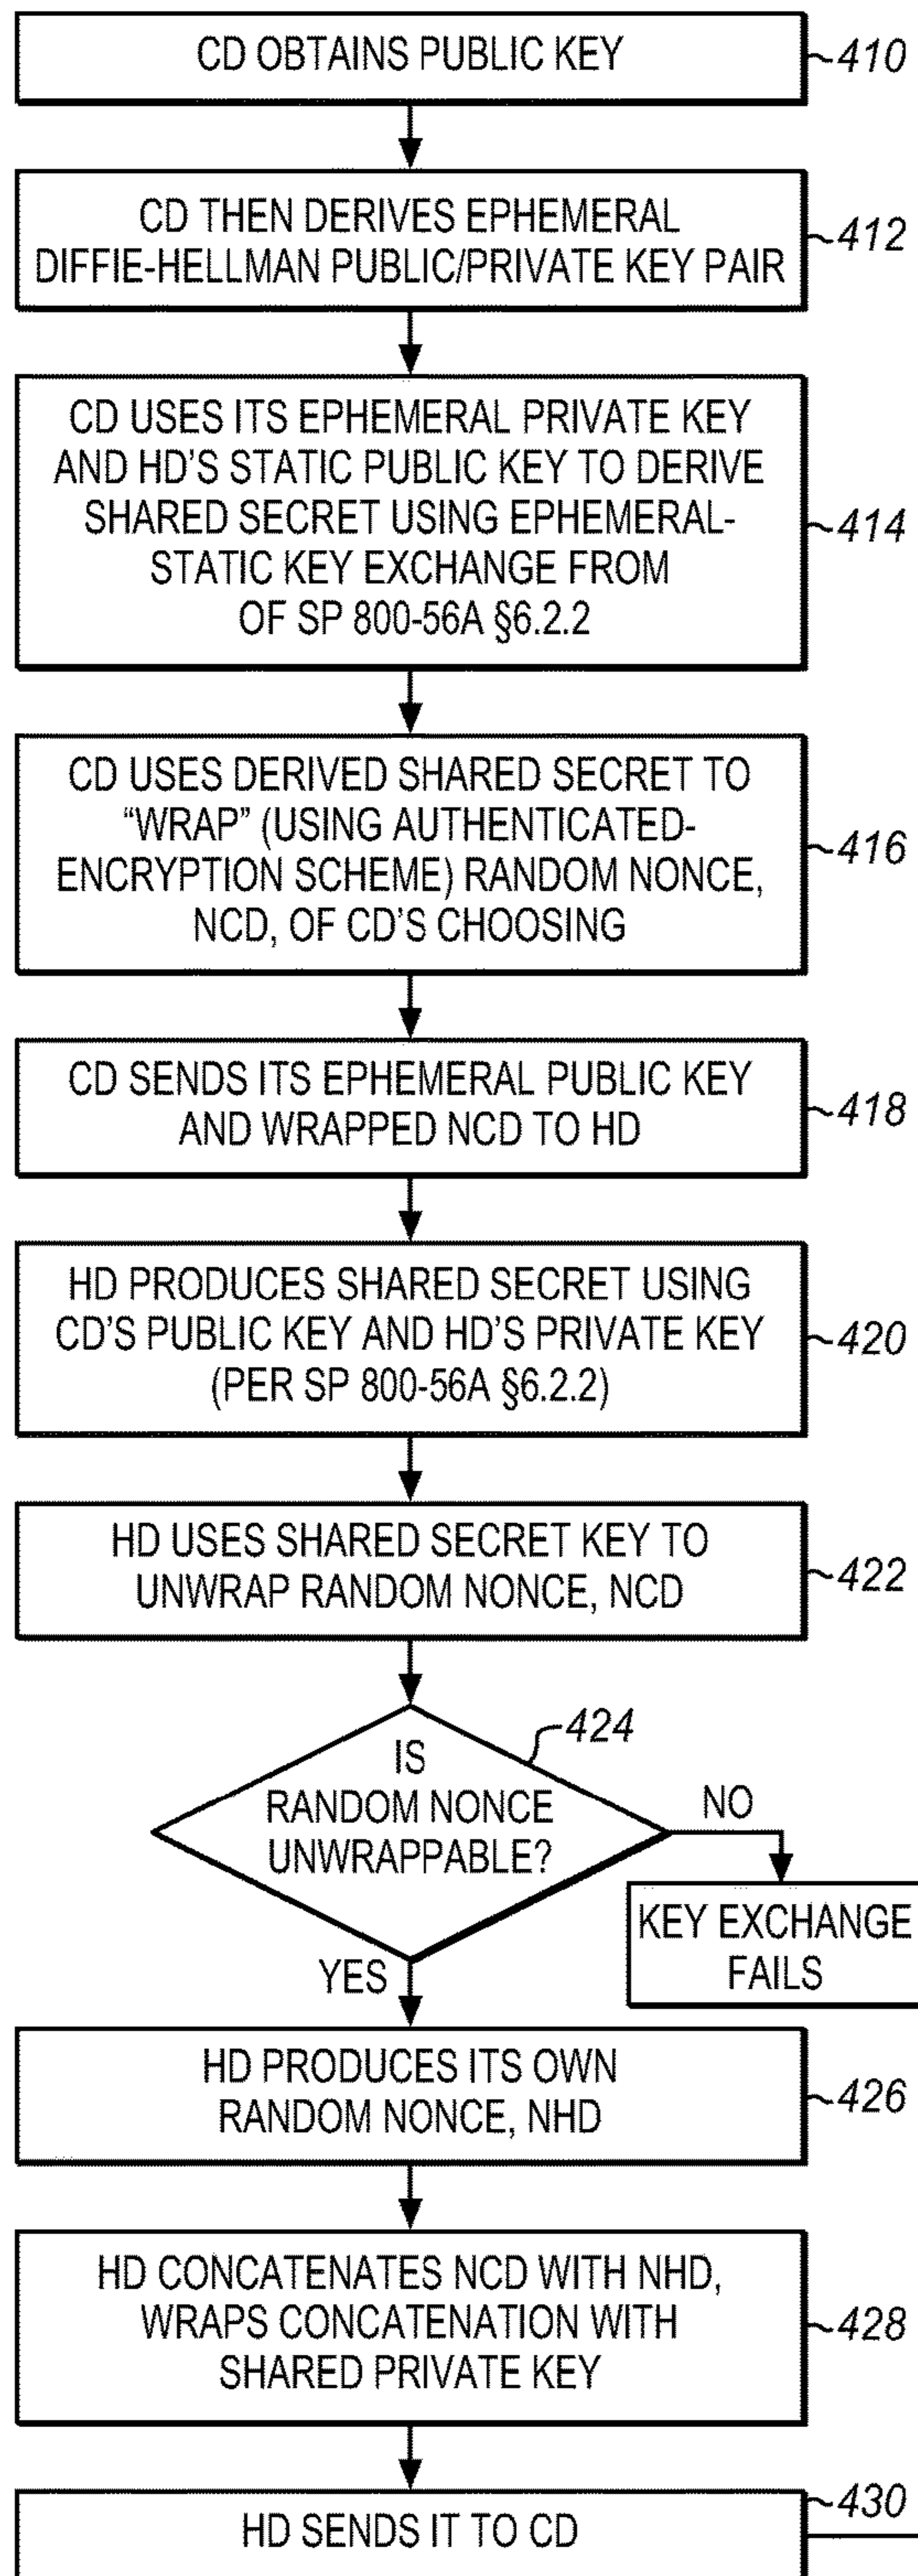 CD OBTAINS PUBLIC KEY
410
CD THEN DERIVES EPHEMERAL
DIFFIE-HELLMAN PUBLIC/PRIVATE KEY PAIR
412
CD USES ITS EPHEMERAL PRIVATE KEY
AND HD'S STATIC PUBLIC KEY TO DERIVE
SHARED SECRET USING EPHEMERAL-
STATIC KEY EXCHANGE FROM
OF SP 800-56A §6.2.2
414
CD USES DERIVED SHARED SECRET TO
“WRAP” (USING AUTHENTICATED-
ENCRYPTION SCHEME) RANDOM NONCE,
NCD, OF CD'S CHOOSING
416
CD SENDS ITS EPHEMERAL PUBLIC KEY
AND WRAPPED NCD TO HD
418
HD PRODUCES SHARED SECRET USING
CD'S PUBLIC KEY AND HD'S PRIVATE KEY
(PER SP 800-56A §6.2.2)
420
HD USES SHARED SECRET KEY TO
UNWRAP RANDOM NONCE, NCD
422
424
IS
RANDOM NONCE
UNWRAPPABLE?
NO
KEY EXCHANGE
FAILS
YES
HD PRODUCES ITS OWN
RANDOM NONCE, NHD
426
HD CONCATENATES NCD WITH NHD,
WRAPS CONCATENATION WITH
SHARED PRIVATE KEY
428
HD SENDS IT TO CD
430